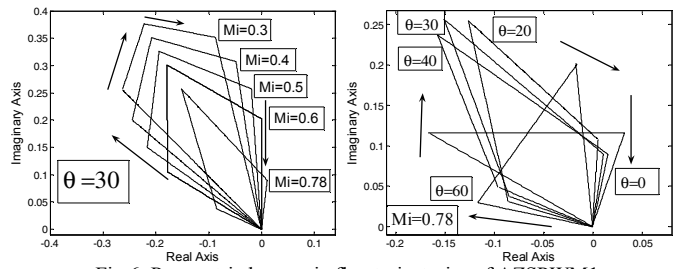 0.4
0.35
0.3
0.25
0.2
0.15
0.1
0.05
0
-0.4 -0.3 -0.2 -0.1 0 0.1
Imaginary Axis
Real Axis
Mi=0.3
Mi=0.4
Mi=0.5
Mi=0.6
Mi=0.78
θ=30
0.25
0.2
0.15
0.1
0.05
0
-0.2 -0.15 -0.1 -0.05 0 0.05
Imaginary Axis
Real Axis
θ=30
θ=20
θ=40
θ=60
θ=0
Mi=0.78